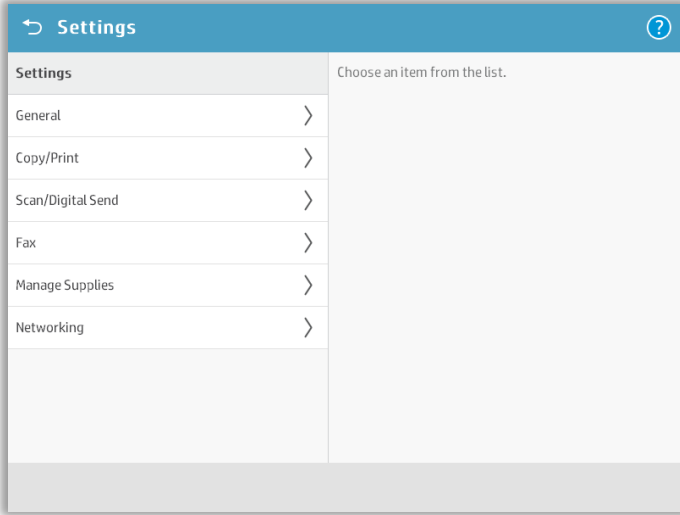 Settings
?
Settings
Choose an item from the list.
General
Copy/Print
Scan/Digital Send
Fax
Manage Supplies
Networking